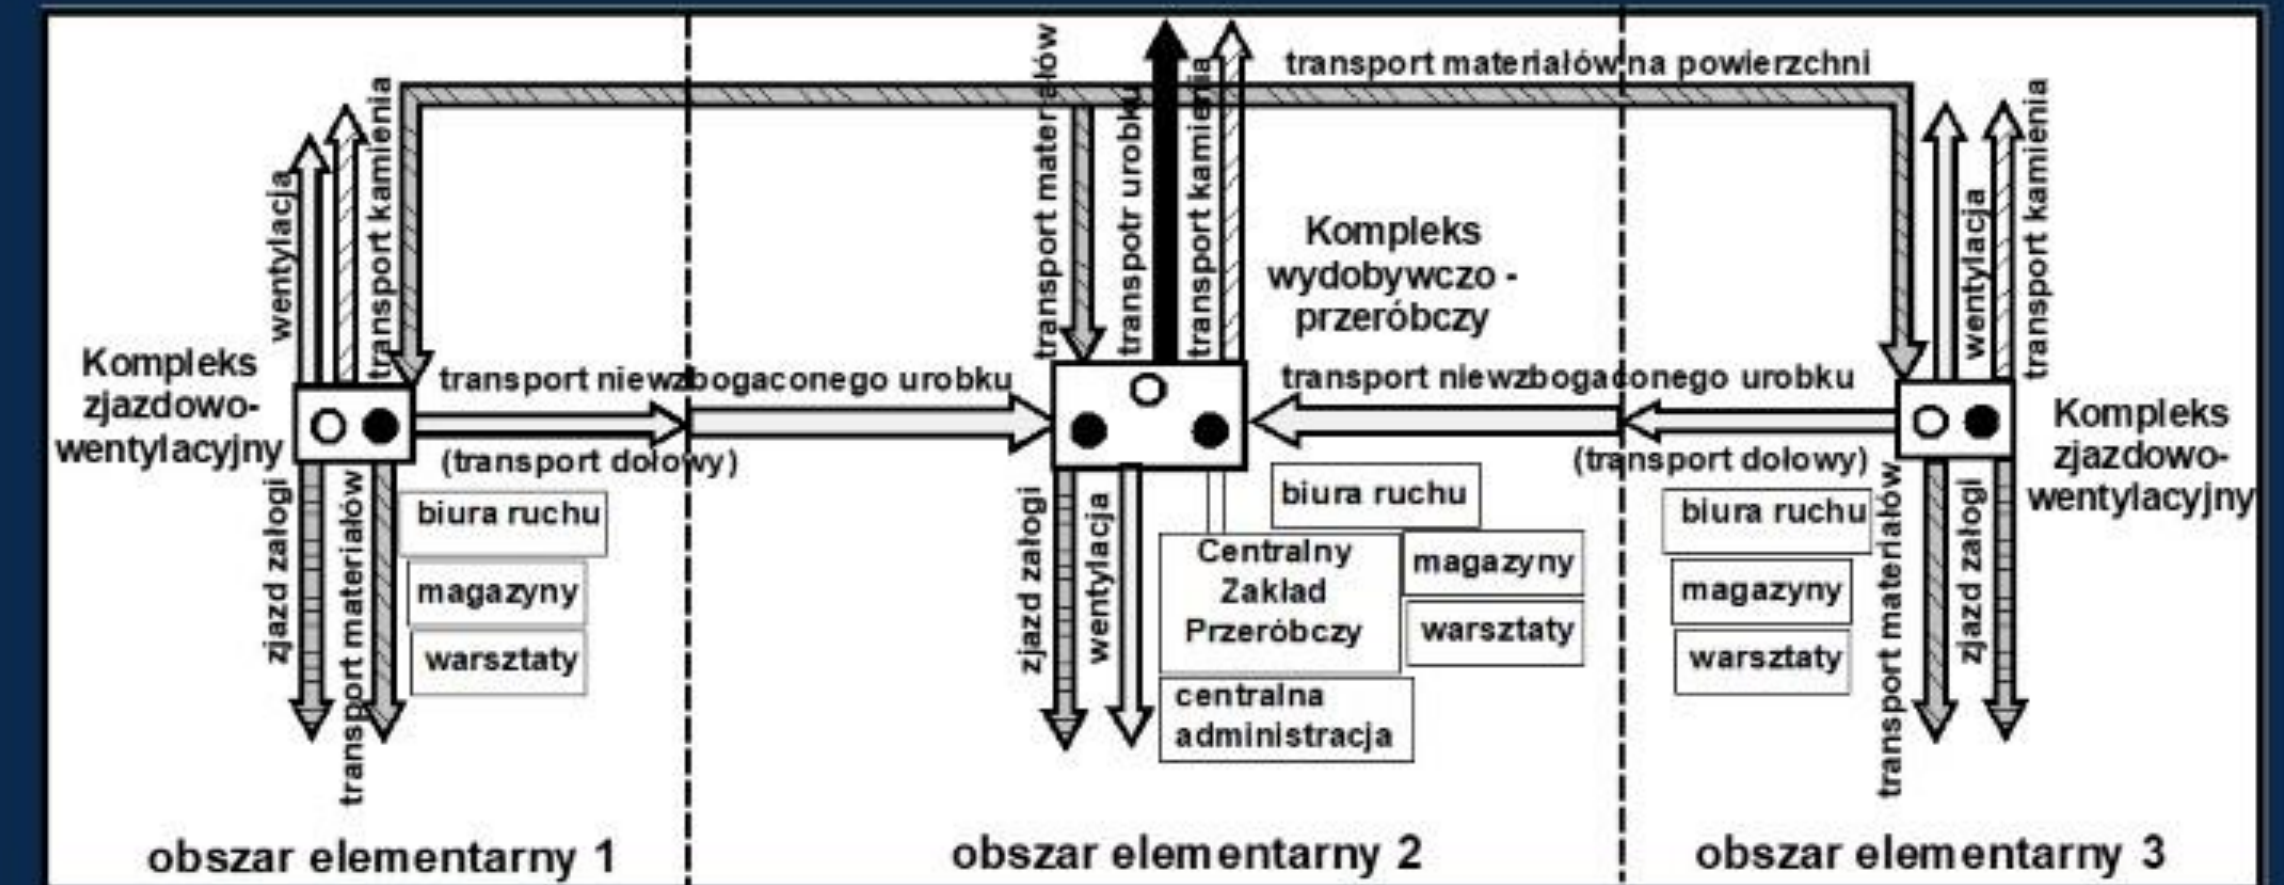 transport materiałów na powierzchni
wentylacja
transport kamienia
Kompleks
zjazdowo-
wentylacyjny
transport niewzbogaconego urobku
(transport dołowy)
zjazd załogi
transport materiałów
biura ruchu
magazyny
warsztaty
obszar elementarny 1
transport materiałów
transpotr urobku
transport kamienia
Kompleks
wydobywczo -
przeróbczy
transport niewzbogaconego urobku
(transport dołowy)
zjazd załogi
wentylacja
biura ruchu
Centralny
Zakład
Przeróbczy
magazyny
warsztaty
centralna
administracja
obszar elementarny 2
wentylacja
transport kamienia
Kompleks
zjazdowo-
wentylacyjny
biura ruchu
magazyny
warsztaty
transport materiałów
zjazd załogi
obszar elementarny 3